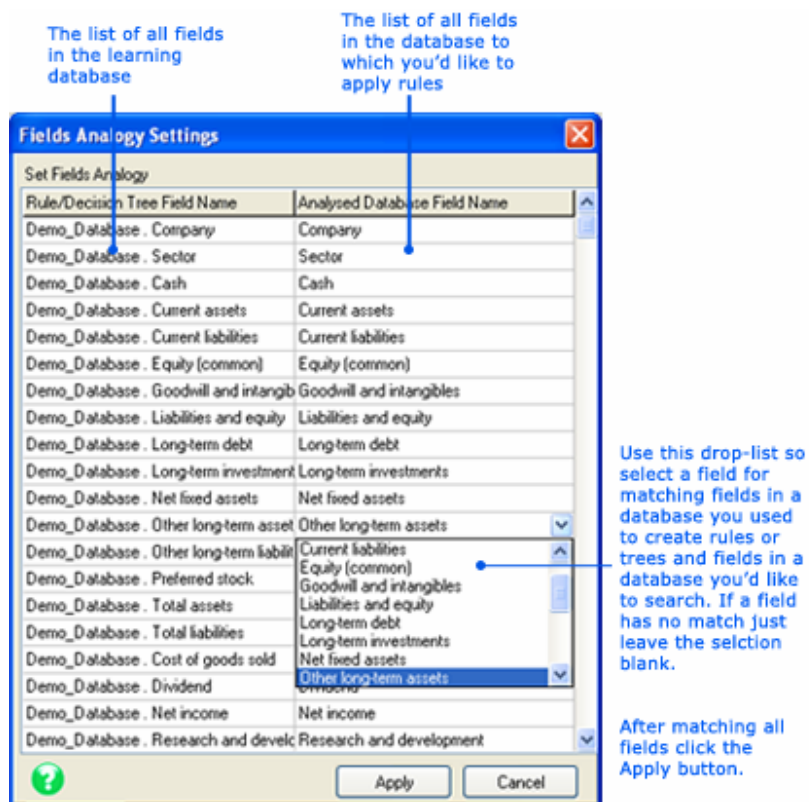 The list of all fields
in the learning
database
The list of all fields
in the database to
which you'd like to
apply rules
Fields Analogy Settings
Set Fields Analogy
Rule/Decision Tree Field Name Analysed Database Field Name
Demo_Database . Company Company
Demo_Database . Sector Sector
Demo_Database . Cash Cash
Demo_Database . Current assets Current assets
Demo_Database . Current liabilities Current liabilities
Demo_Database . Equity (common) Equity (common)
Demo_Database . Goodwill and intangib Goodwill and intangibles
Demo_Database . Liabilities and equity Liabilities and equity
Demo_Database . Long-term debt Long-term debt
Demo_Database . Long-term investment Long-term investments
Demo_Database . Net fixed assets Net fixed assets
Demo_Database . Other long-term asset Other long-term assets
Demo_Database . Other long-term liabilit
Demo_Database . Preferred stock
Demo_Database . Total assets
Demo_Database . Total liabilities
Demo_Database . Cost of goods sold
Demo_Database . Dividend Dividend
Demo_Database . Net income Net income
Demo_Database . Research and develc Research and development
Current liabilities
Equity (common)
Goodwill and intangibles
Liabilities and equity
Long-term debt
Long-term investments
Net fixed assets
Other long-term assets
Apply Cancel
Use this drop-list so
select a field for
matching fields in a
database you used
to create rules or
trees and fields in a
database you'd like
to search. If a field
has no match just
leave the selction
blank.
After matching all
fields click the
Apply button.